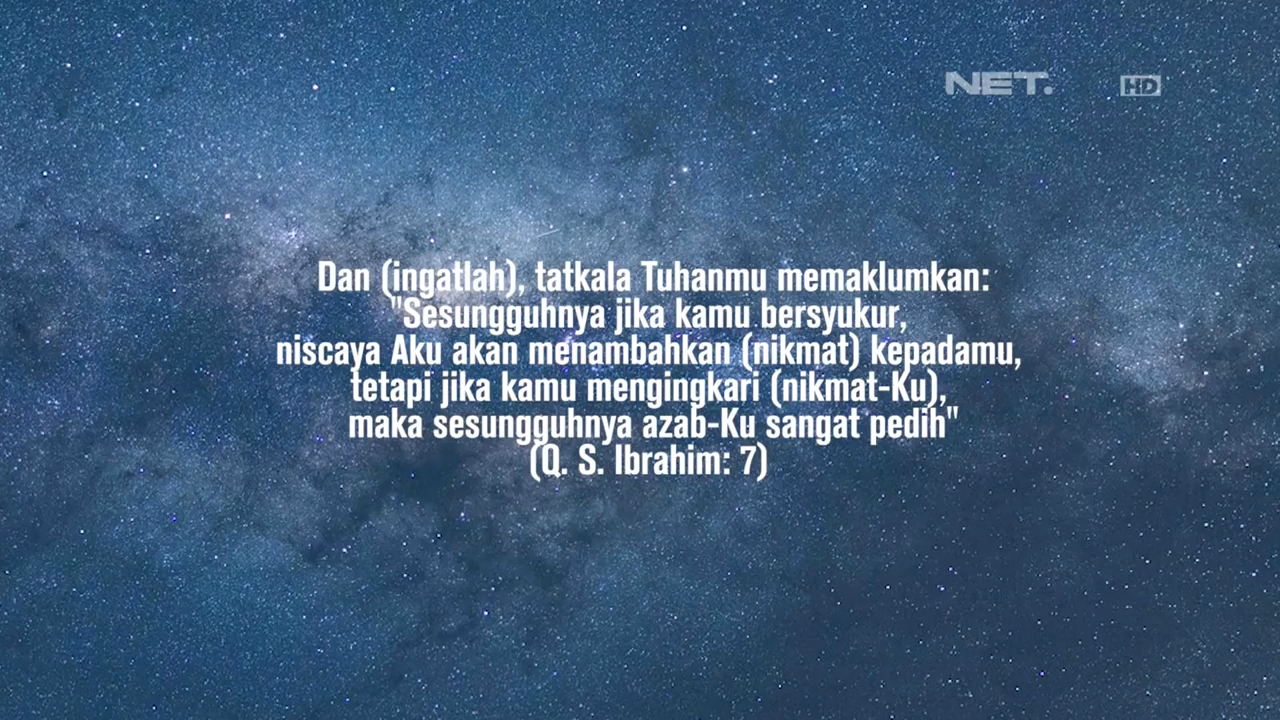 NET. HD
Dan (ingatlah), tatkala Tuhanmu memaklumkan:
"Sesungguhnya jika kamu bersyukur,
niscaya Aku akan menambahkan (nikmat) kepadamu,
tetapi jika kamu mengingkari (nikmat-Ku),
maka sesungguhnya azab-Ku sangat pedih"
(Q. S. Ibrahim: 7)